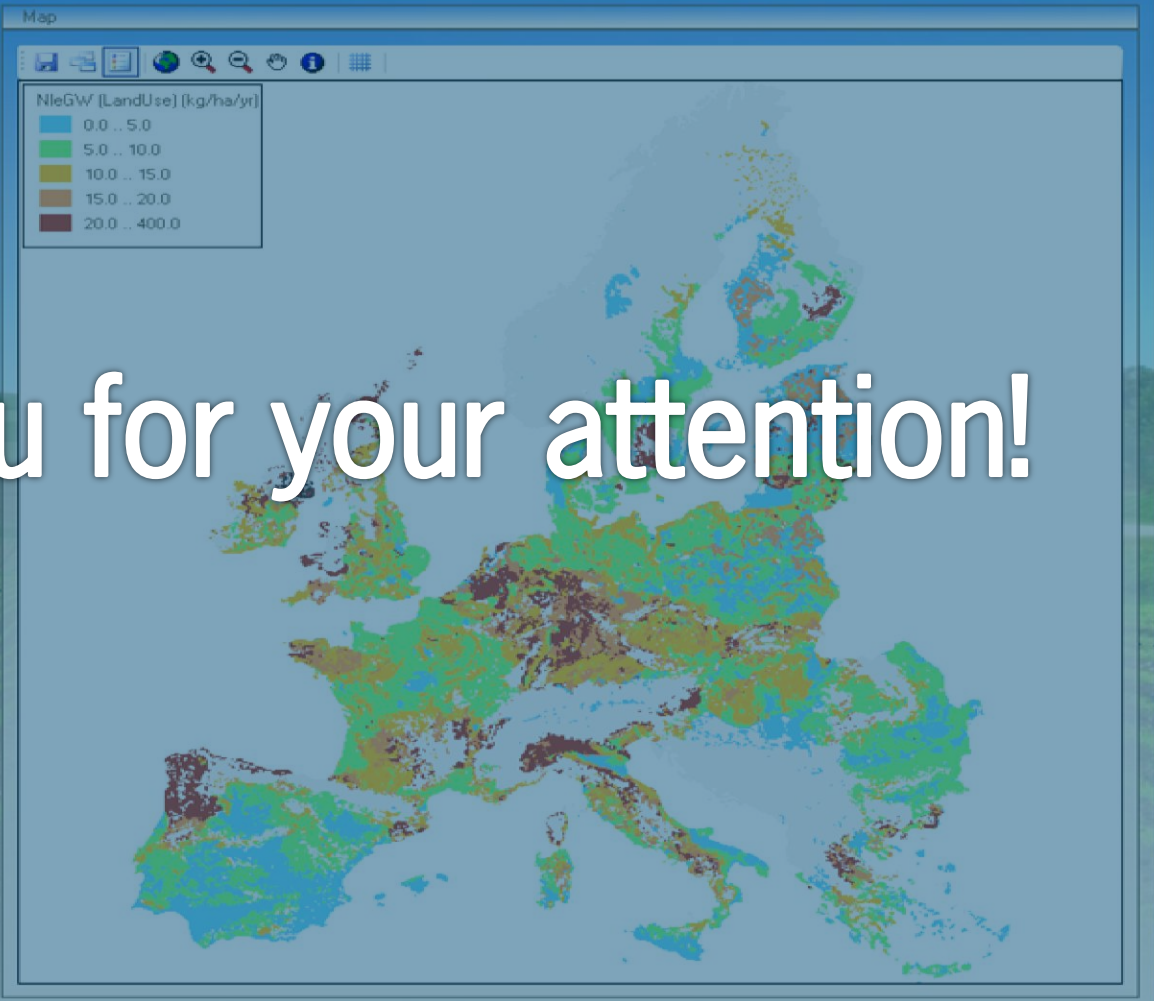 Map
NleGW (LandUse) (kg/ha/yr)
0.0 .. 5.0
5.0 .. 10.0
10.0 .. 15.0
15.0 .. 20.0
20.0 .. 400.0
u for your attention!